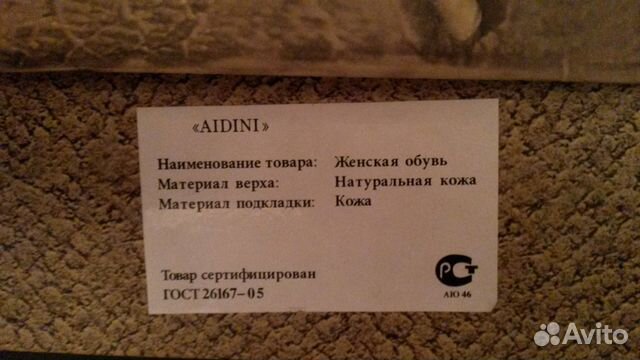 «AIDINI»
Наименование товара: Женская обувь
Материал верха: Натуральная кожа
Материал подкладки: Кожа
Товар сертифицирован
ГОСТ 26167-05
РСТ
АЮ 46
Avito